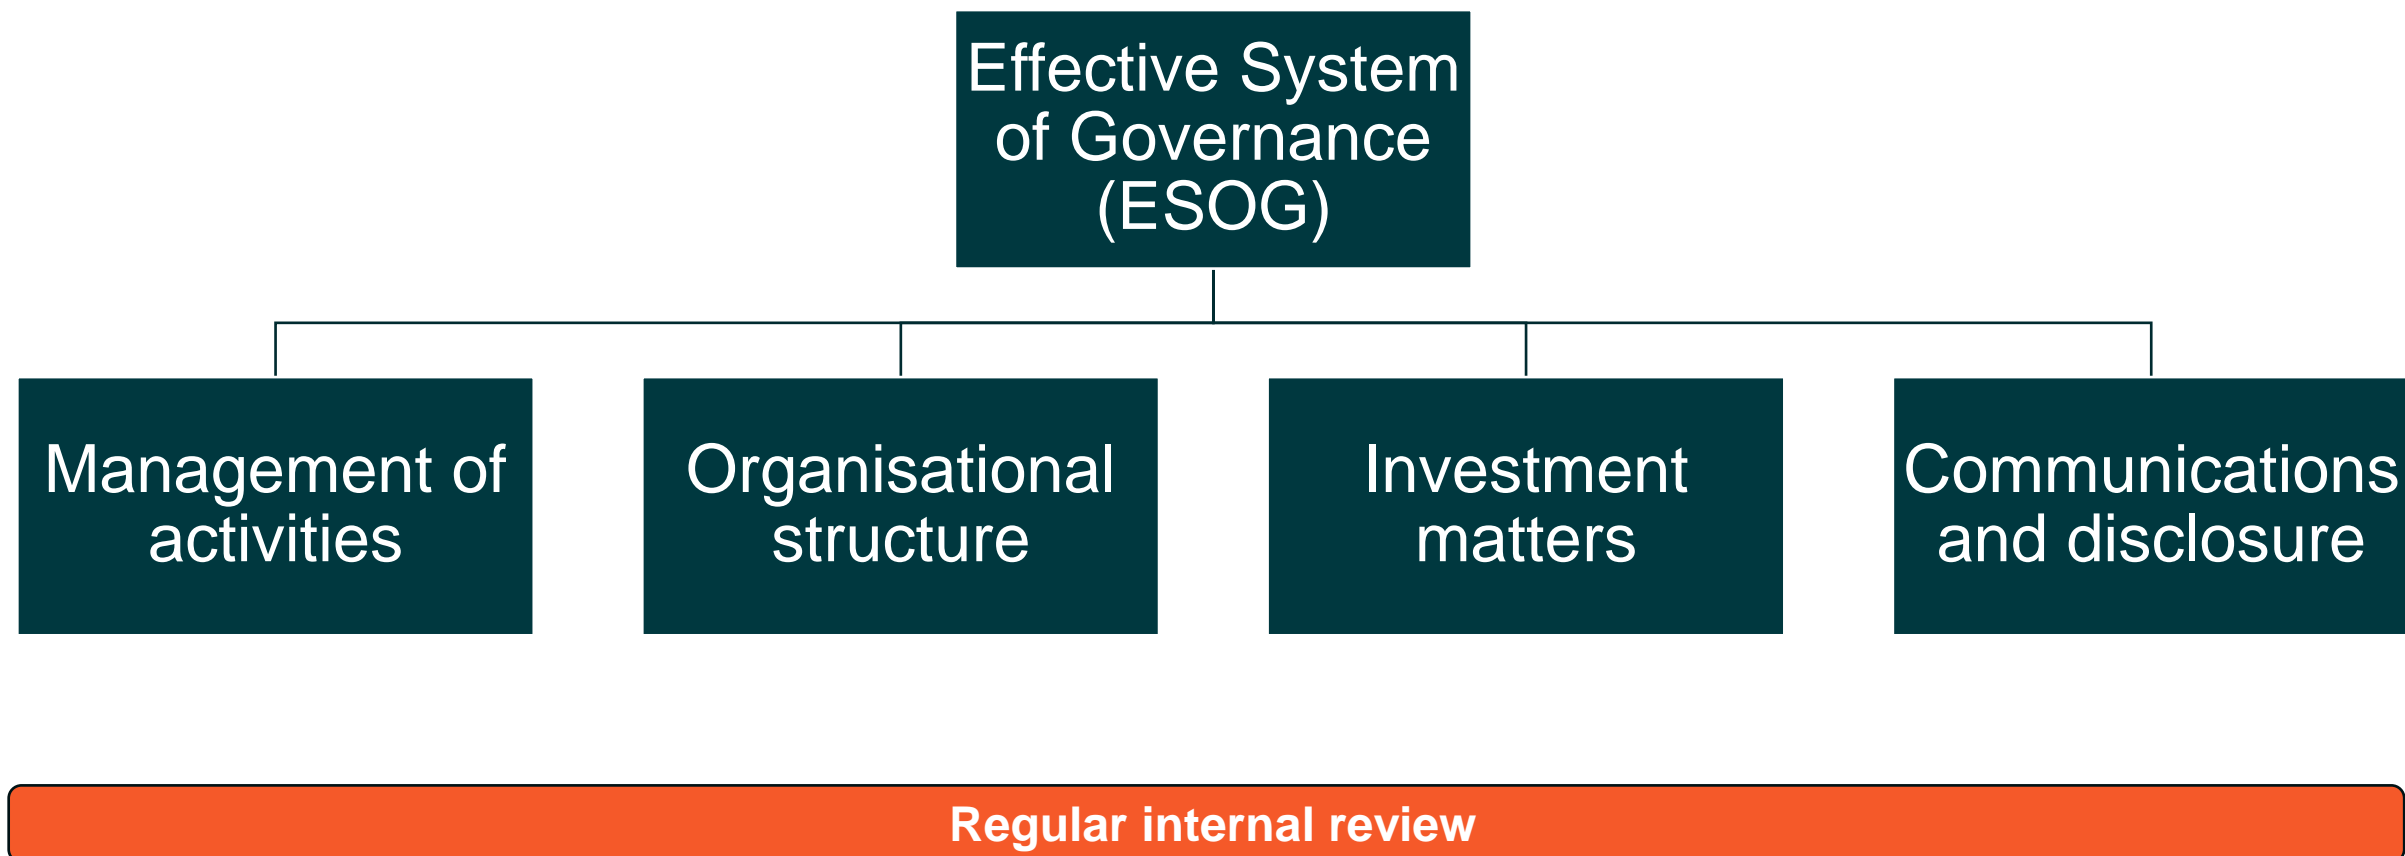 Effective System
of Governance
(ESOG)
Management of
activities
Organisational
structure
Investment
matters
Communications
and disclosure
Regular internal review